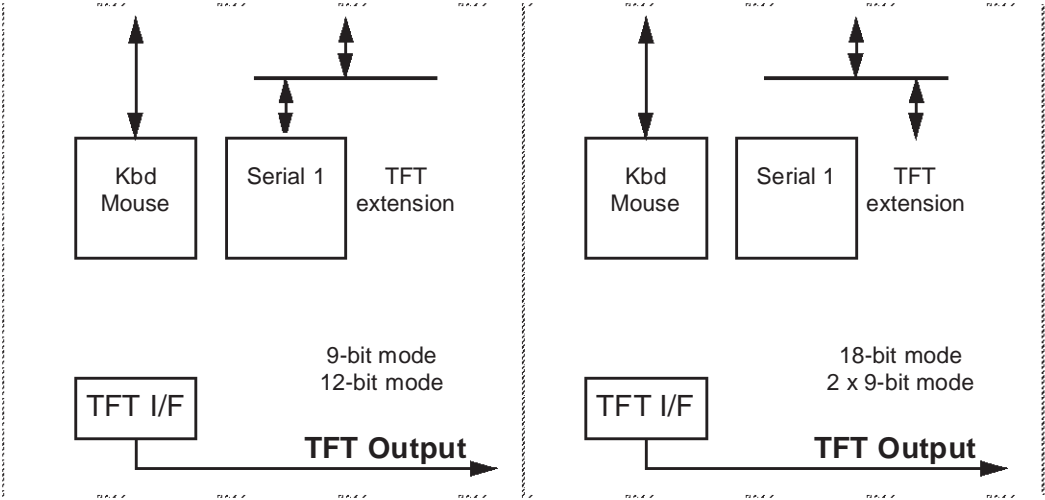 Kbd
Mouse
Serial 1
TFT
extension
9-bit mode
12-bit mode
TFT I/F
TFT Output
Kbd
Mouse
Serial 1
TFT
extension
18-bit mode
2 x 9-bit mode
TFT I/F
TFT Output